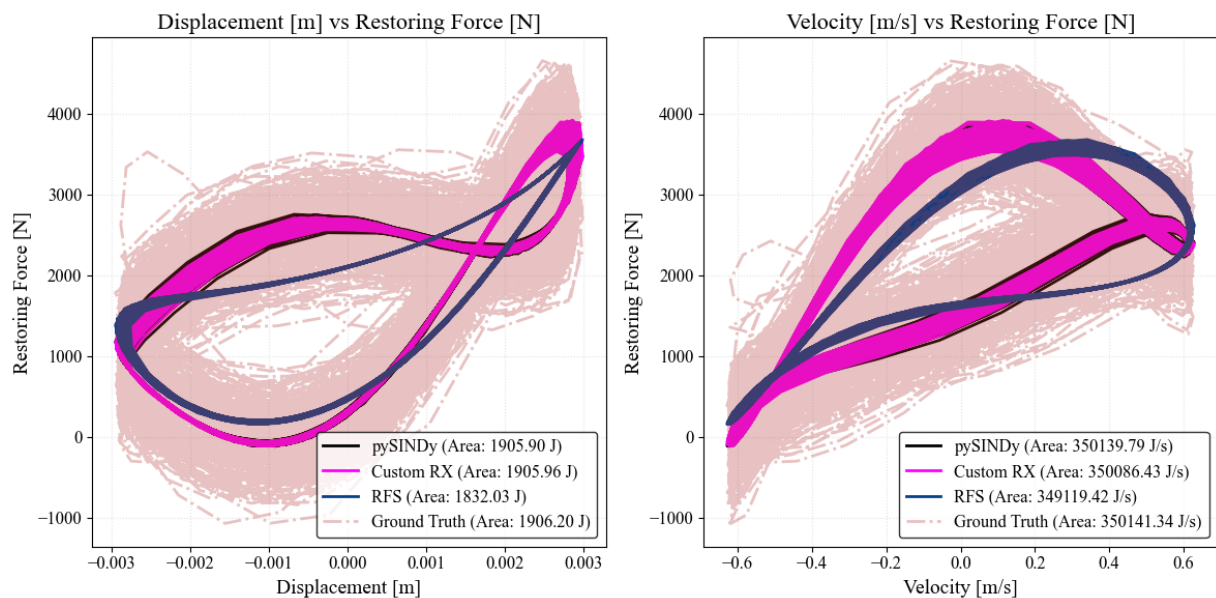 Displacement [m] vs Restoring Force [N]
Restoring Force [N]
4000
3000
2000
1000
0
−1000
−0.003
−0.002
−0.001
0.000
0.001
0.002
0.003
Displacement [m]
pySINDy (Area: 1905.90 J)
Custom RX (Area: 1905.96 J)
RFS (Area: 1832.03 J)
Ground Truth (Area: 1906.20 J)
Velocity [m/s] vs Restoring Force [N]
Restoring Force [N]
4000
3000
2000
1000
0
−1000
−0.6
−0.4
−0.2
0.0
0.2
0.4
0.6
Velocity [m/s]
pySINDy (Area: 350139.79 J/s)
Custom RX (Area: 350086.43 J/s)
RFS (Area: 349119.42 J/s)
Ground Truth (Area: 350141.34 J/s)